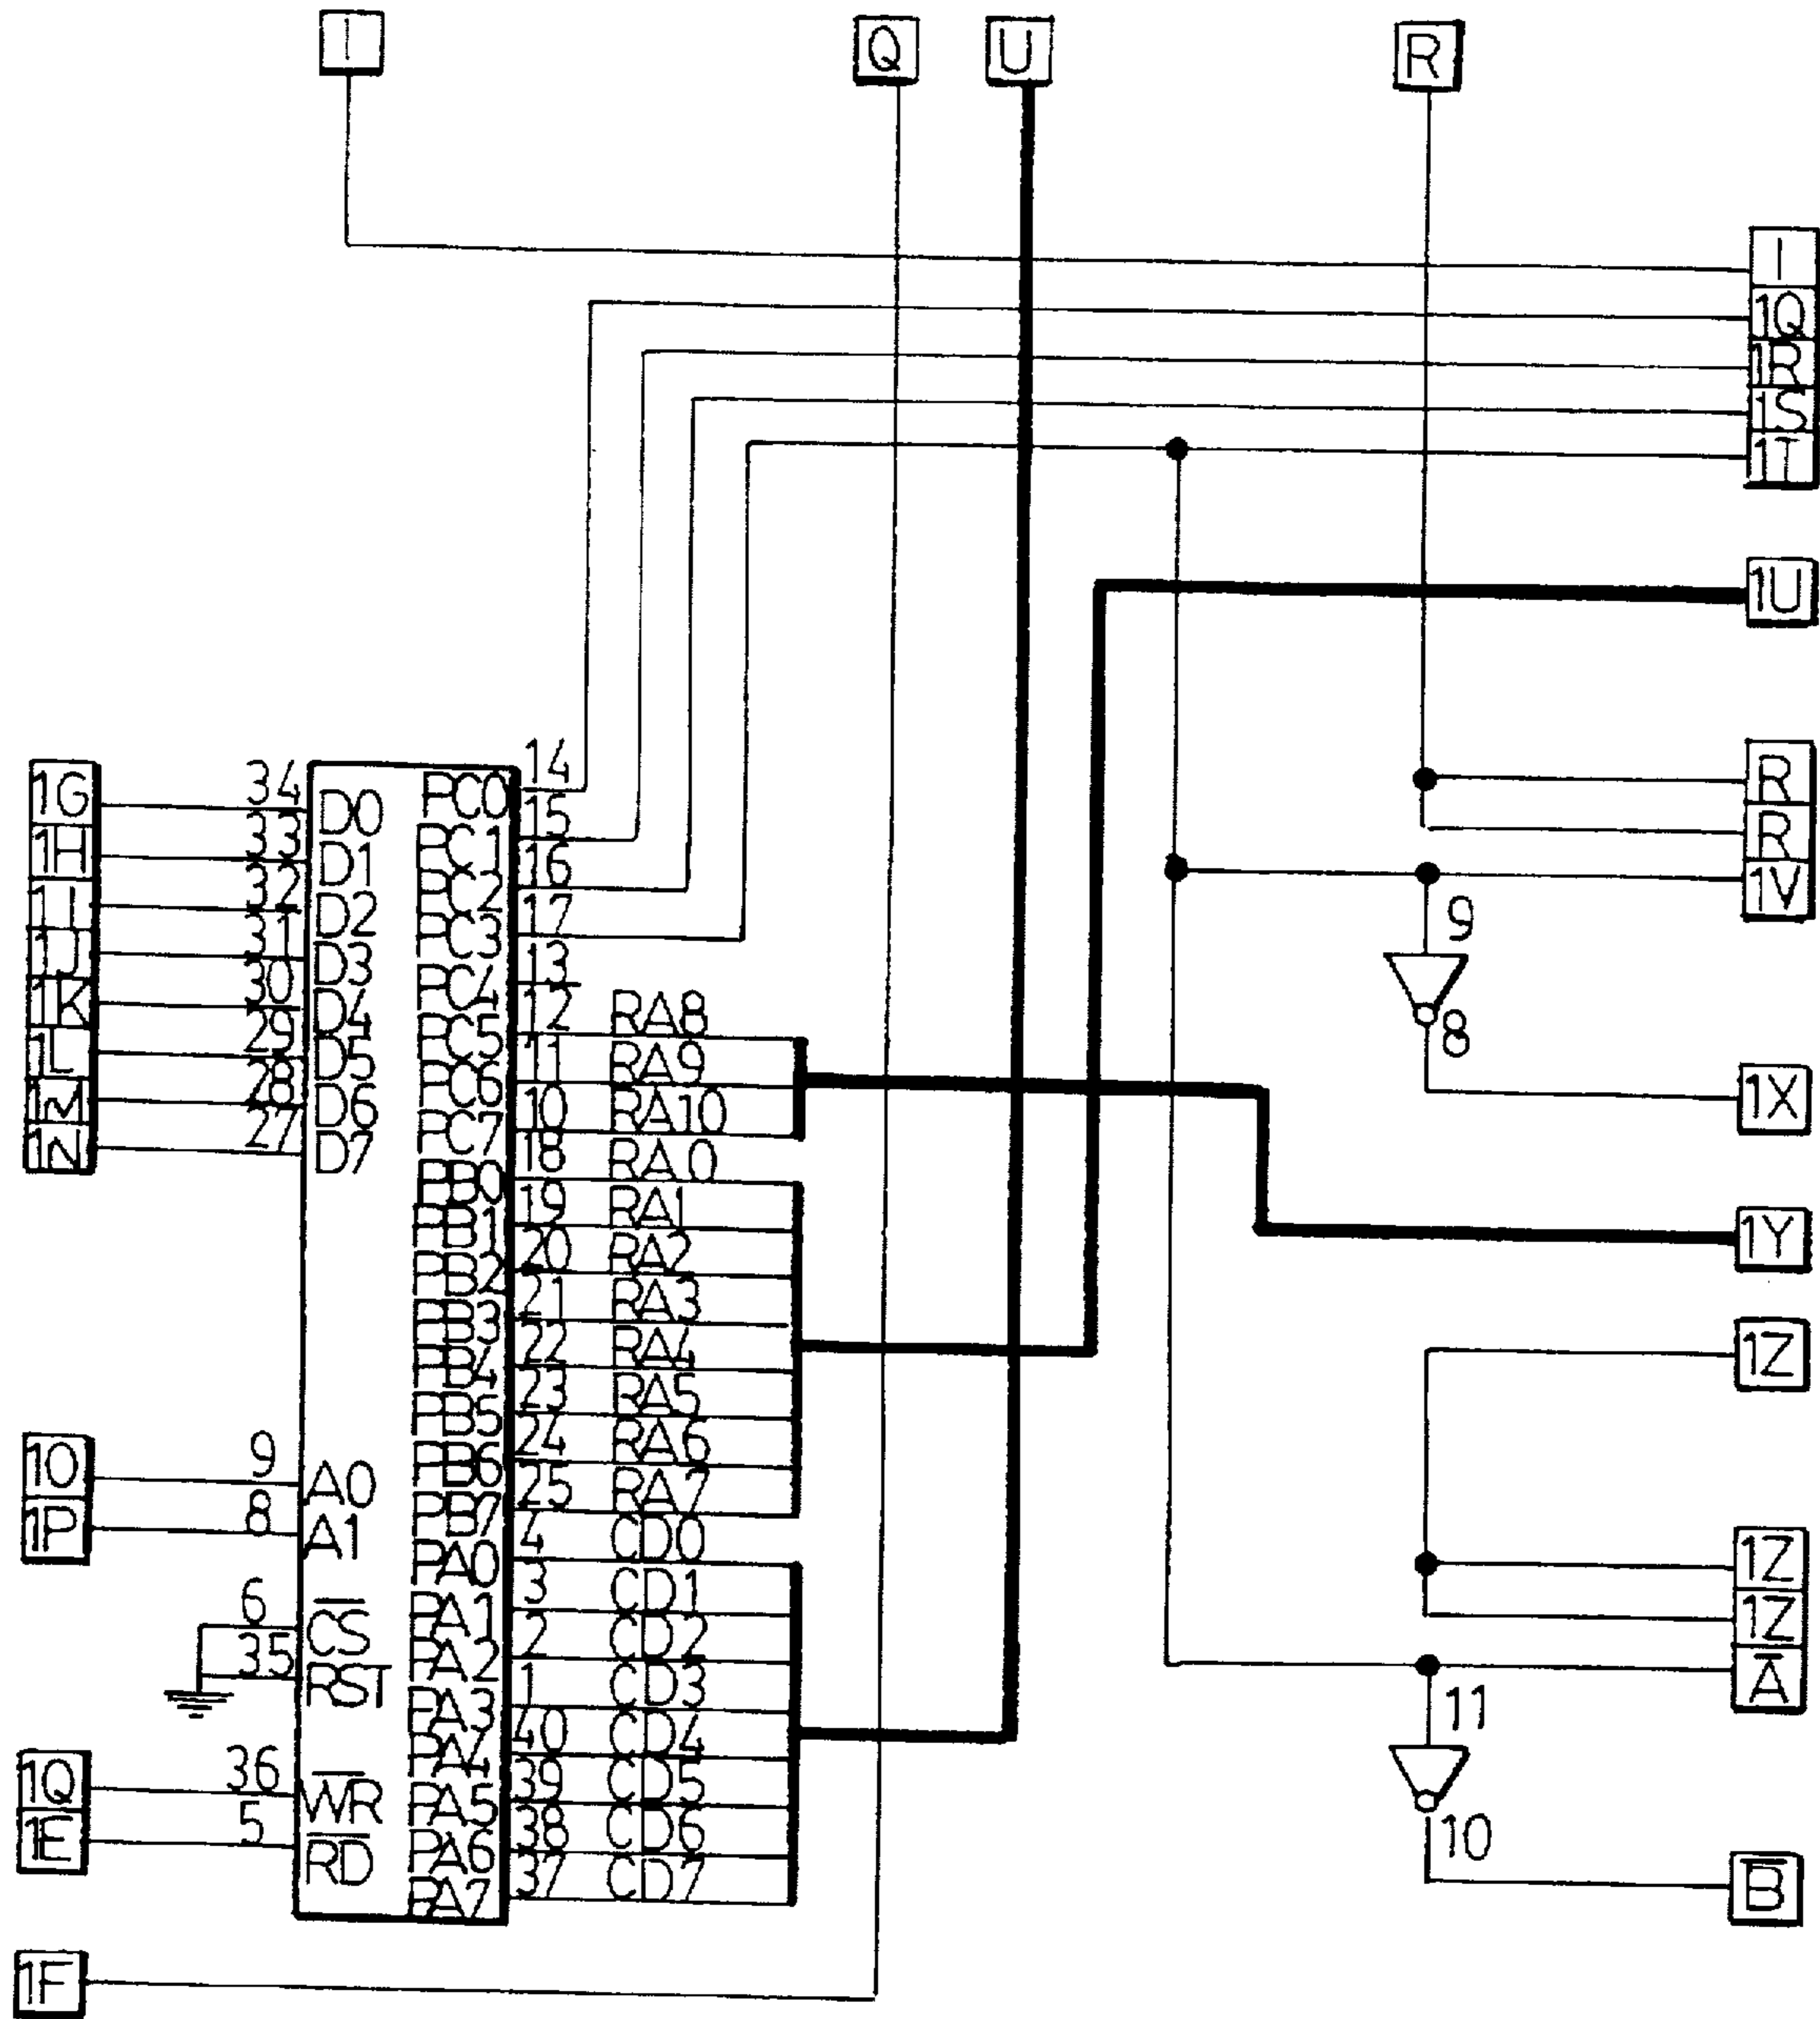 I Q U R
I
1Q
1R
1S
1T
1U
R
R
1V
9
8
1X
1Y
1Z
1Z
1Z
A̅
11
10
B̅
1G 34 D0
1H 33 D1
1I 32 D2
1J 31 D3
1K 30 D4
1L 29 D5
1M 28 D6
1N 27 D7
1O 9 A0
1P 8 A1
6 C̅S̅
35 RST
1Q 36 W̅R̅
1E 5 R̅D̅
1F
PC0 14
PC1 15
PC2 16
PC3 17
PC4 13
PC5 12 RA8
PC6 11 RA9
PC7 10 RA10
PB0 18 RA0
PB1 19 RA1
PB2 20 RA2
PB3 21 RA3
PB4 22 RA4
PB5 23 RA5
PB6 24 RA6
PB7 25 RA7
PA0 4 CD0
PA1 3 CD1
PA2 2 CD2
PA3 1 CD3
PA4 40 CD4
PA5 39 CD5
PA6 38 CD6
PA7 37 CD7